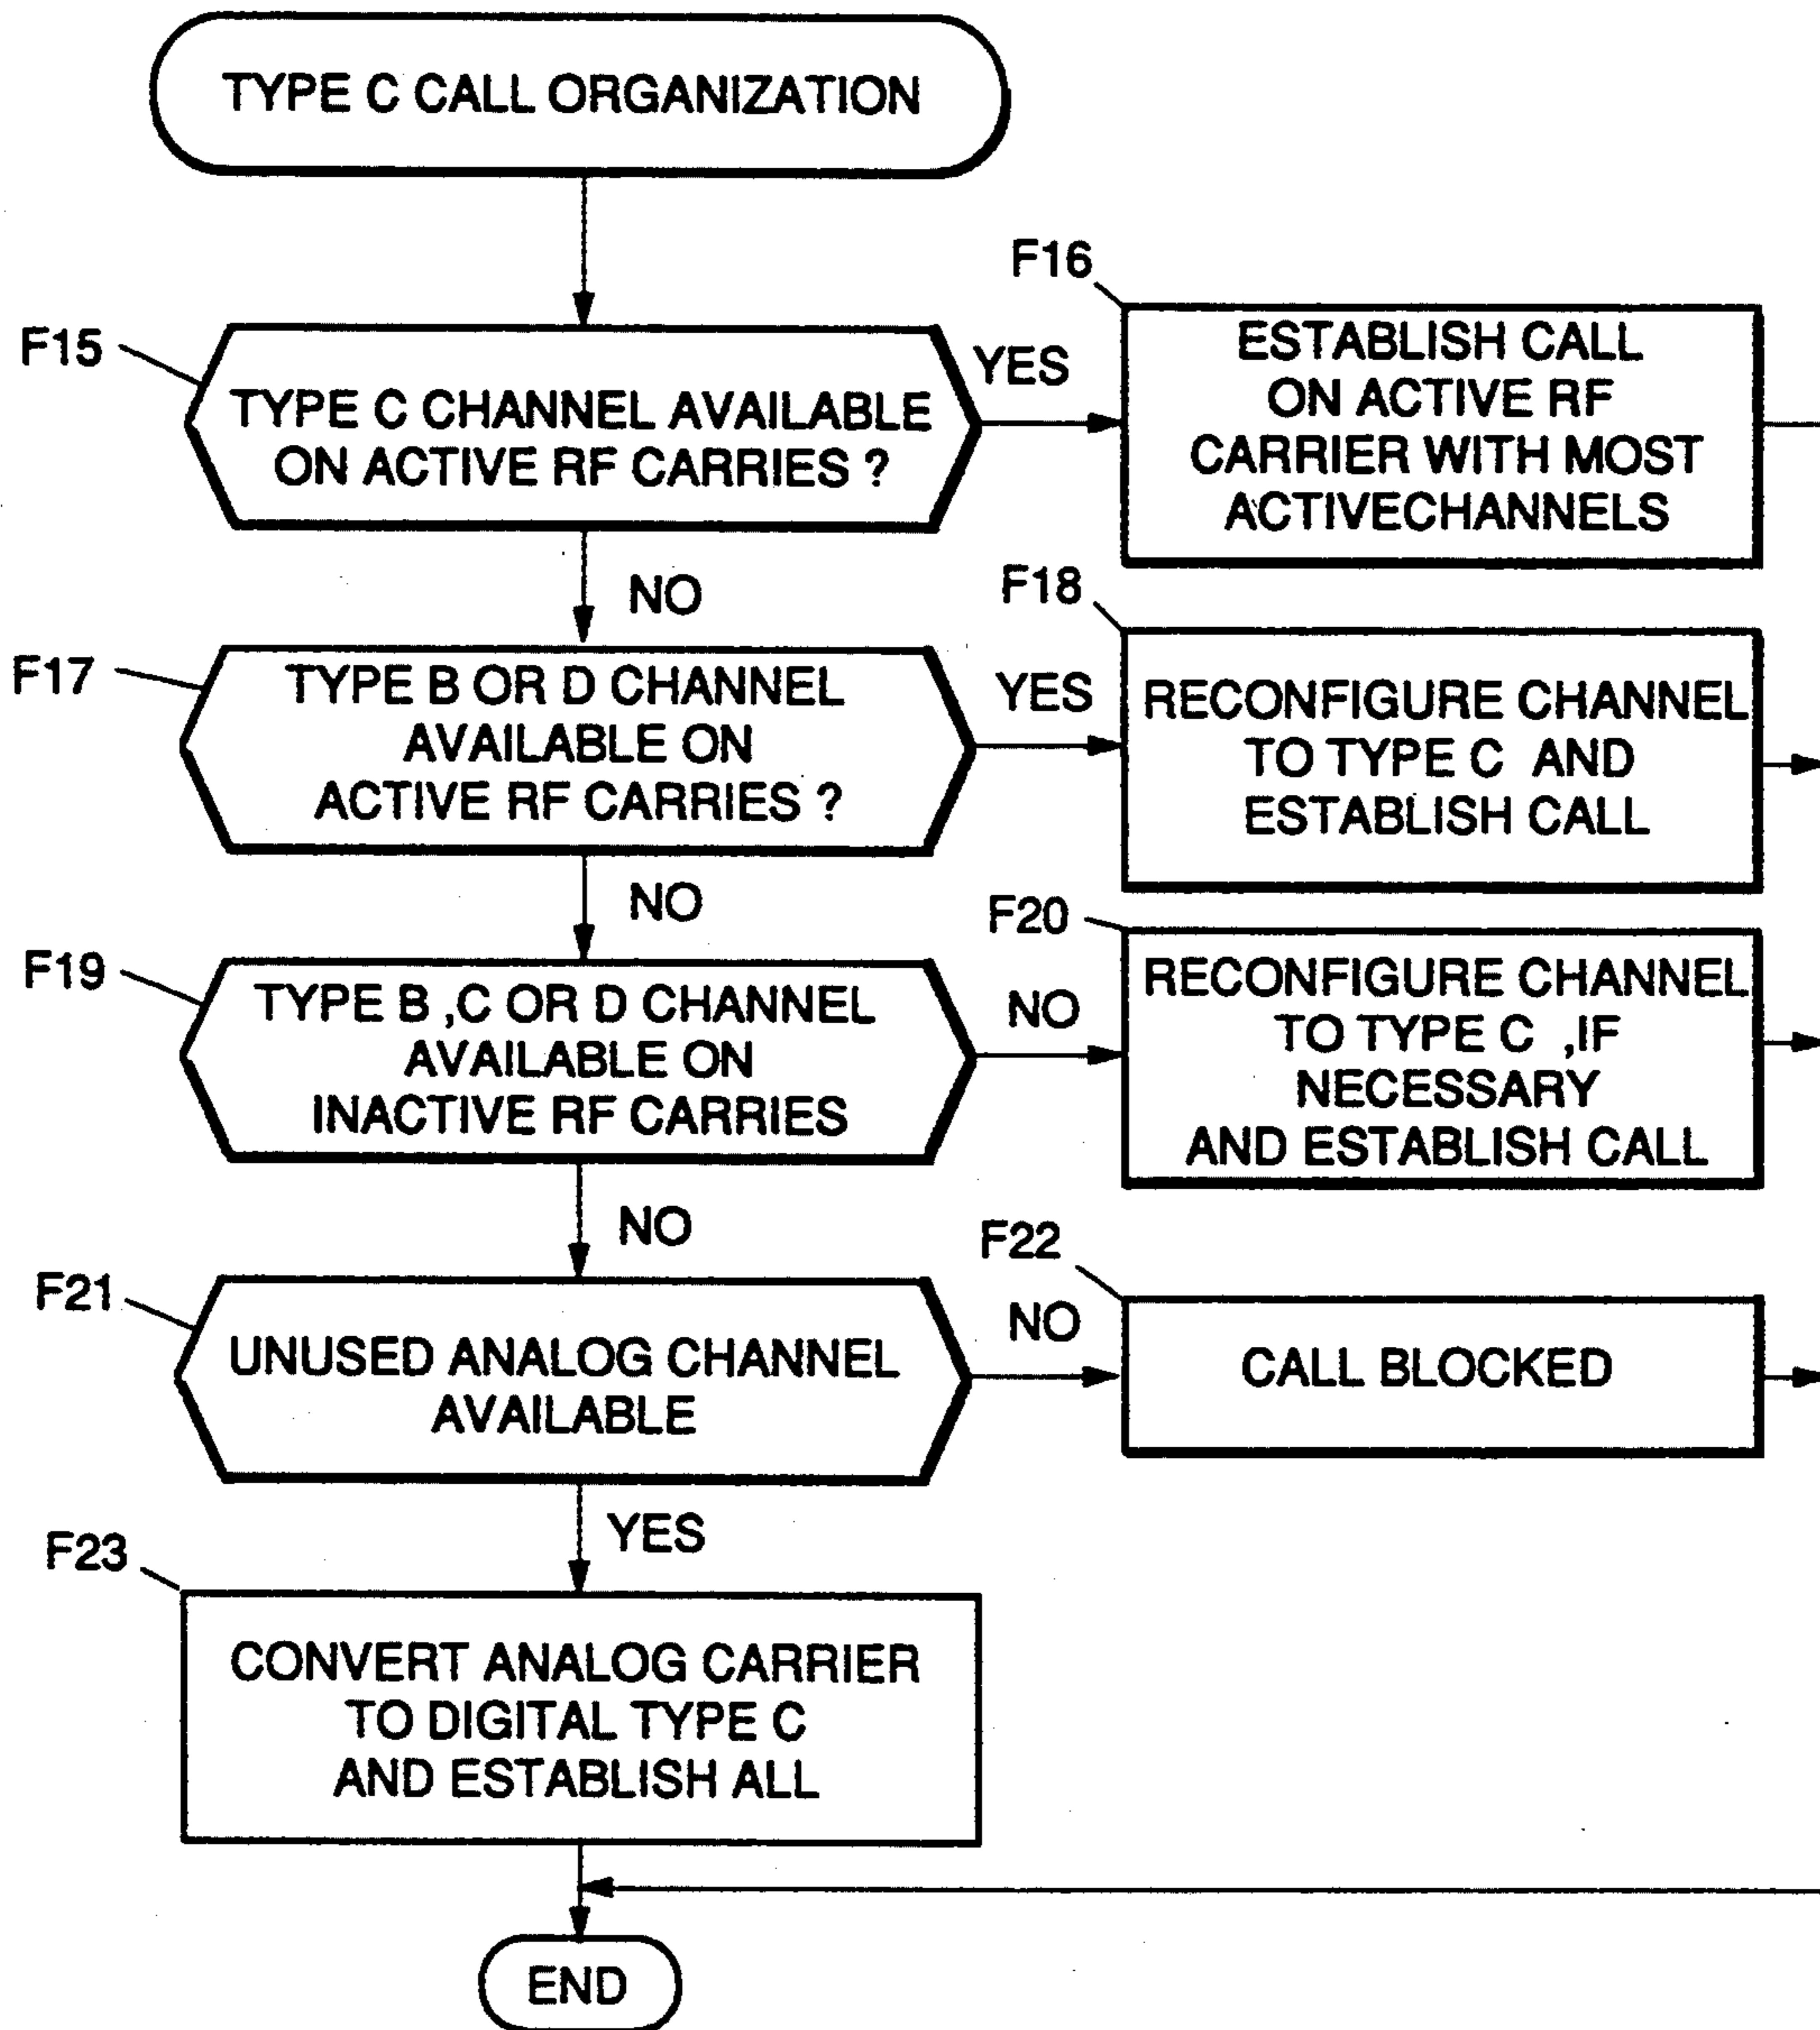 TYPE C CALL ORGANIZATION
F15
TYPE C CHANNEL AVAILABLE
ON ACTIVE RF CARRIES ?
YES
F16
ESTABLISH CALL
ON ACTIVE RF
CARRIER WITH MOST
ACTIVECHANNELS
NO
F17
TYPE B OR D CHANNEL
AVAILABLE ON
ACTIVE RF CARRIES ?
YES
F18
RECONFIGURE CHANNEL
TO TYPE C AND
ESTABLISH CALL
NO
F19
TYPE B ,C OR D CHANNEL
AVAILABLE ON
INACTIVE RF CARRIES
NO
F20
RECONFIGURE CHANNEL
TO TYPE C ,IF
NECESSARY
AND ESTABLISH CALL
NO
F21
UNUSED ANALOG CHANNEL
AVAILABLE
NO
F22
CALL BLOCKED
YES
F23
CONVERT ANALOG CARRIER
TO DIGITAL TYPE C
AND ESTABLISH ALL
END